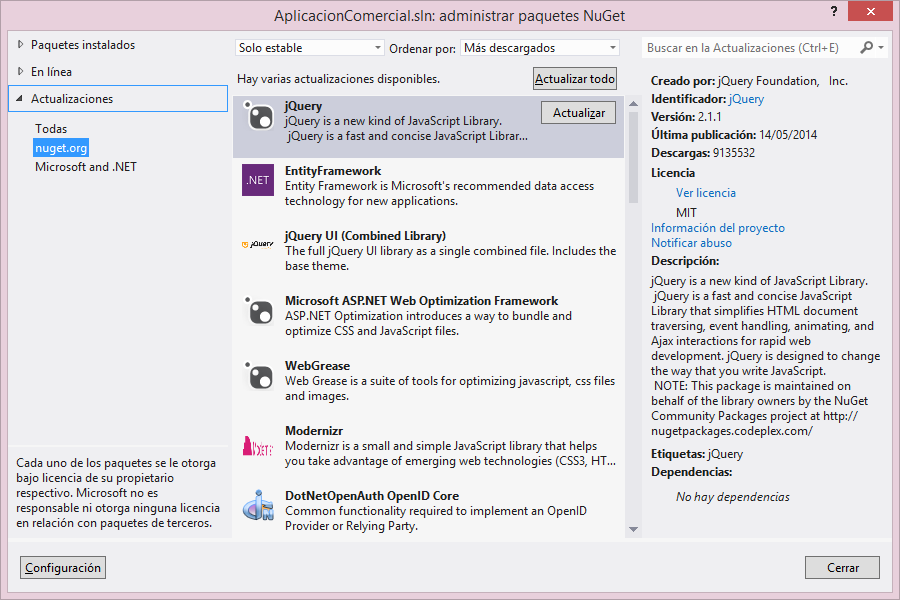 AplicacionComercial.sln: administrar paquetes NuGet
?
Paquetes instalados
En línea
Actualizaciones
Todas
nuget.org
Microsoft and .NET
Cada uno de los paquetes se le otorga
bajo licencia de su propietario
respectivo. Microsoft no es
responsable ni otorga ninguna licencia
en relación con paquetes de terceros.
Solo estable
Ordenar por:
Más descargados
Hay varias actualizaciones disponibles.
Actualizar todo
jQuery
jQuery is a new kind of JavaScript Library.
jQuery is a fast and concise JavaScript Librar...
Actualizar
.NET
EntityFramework
Entity Framework is Microsoft's recommended data access
technology for new applications.
jQuery
jQuery UI (Combined Library)
The full jQuery UI library as a single combined file. Includes the
base theme.
Microsoft ASP.NET Web Optimization Framework
ASP.NET Optimization introduces a way to bundle and
optimize CSS and JavaScript files.
WebGrease
Web Grease is a suite of tools for optimizing javascript, css files
and images.
Modernizr
Modernizr is a small and simple JavaScript library that helps
you take advantage of emerging web technologies (CSS3, HT...
DotNetOpenAuth OpenID Core
Common functionality required to implement an OpenID
Provider or Relying Party.
Buscar en la Actualizaciones (Ctrl+E)
Creado por: jQuery Foundation, Inc.
Identificador: jQuery
Versión: 2.1.1
Última publicación: 14/05/2014
Descargas: 9135532
Licencia
Ver licencia
MIT
Información del proyecto
Notificar abuso
Descripción:
jQuery is a new kind of JavaScript Library.
jQuery is a fast and concise JavaScript
Library that simplifies HTML document
traversing, event handling, animating, and
Ajax interactions for rapid web
development. jQuery is designed to change
the way that you write JavaScript.
NOTE: This package is maintained on
behalf of the library owners by the NuGet
Community Packages project at http://
nugetpackages.codeplex.com/
Etiquetas: jQuery
Dependencias:
No hay dependencias
Configuración
Cerrar